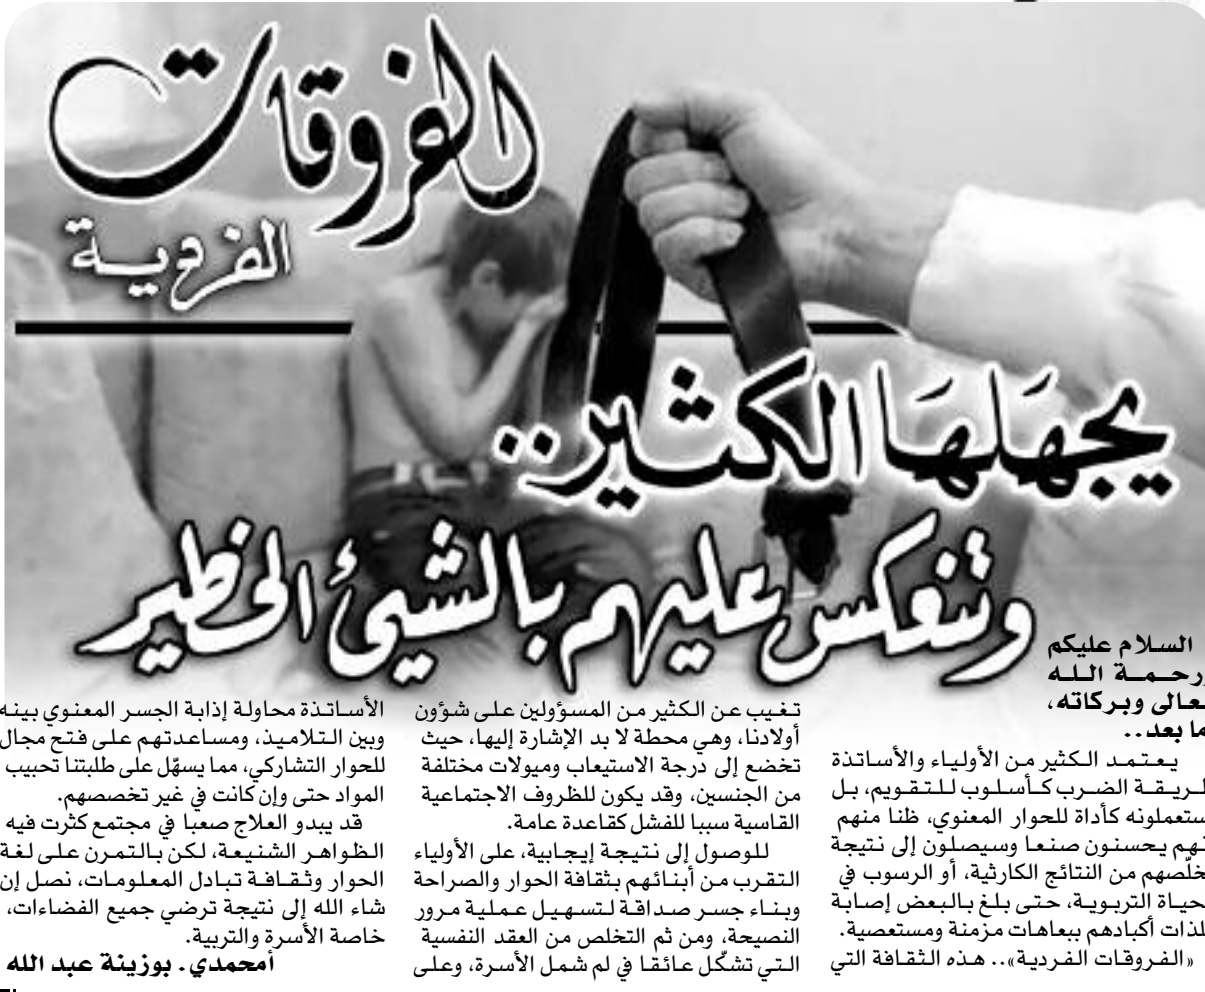 الفروقات
الفردية
يجهلها الكثير..
وتنعكس عليهم بالشيئ الخطير
السلام عليكم
ورحمة الله
تعالى وبركاته،
أما بعد..
يعتمد الكثير من الأولياء والأساتذة
طريقة الضرب كأسلوب للتقويم، بل
يستعملونه كأداة للحوار المعنوي، ظنا منهم
أنهم يحسنون صنعا وسيصلون إلى نتيجة
تخلّصهم من النتائج الكارثية، أو الرسوب في
الحياة التربوية، حتى بلغ بالبعض إصابة
فلذات أكبادهم ببعاهات مزمنة ومستعصية.
«الفروقات الفردية».. هذه الثقافة التي
تغيب عن الكثير من المسؤولين على شؤون
أولادنا، وهي محطة لا بد الإشارة إليها، حيث
تخضع إلى درجة الاستيعاب وميولات مختلفة
من الجنسين، وقد يكون للظروف الاجتماعية
القاسية سببا للفشل كقاعدة عامة.
للوصول إلى نتيجة إيجابية، على الأولياء
التقرب من أبنائهم بثقافة الحوار والصراحة
وبناء جسر صداقة لتسهيل عملية مرور
النصيحة، ومن ثم التخلص من العقد النفسية
التي تشكّل عائقا في لم شمل الأسرة، وعلى
الأساتذة محاولة إذابة الجسر المعنوي بينه
وبين التلاميذ، ومساعدتهم على فتح مجال
للحوار التشاركي، مما يسهّل على طلبتنا تحبيب
المواد حتى وإن كانت في غير تخصصهم.
قد يبدو العلاج صعبا في مجتمع كثرت فيه
الظواهر الشنيعة، لكن بالتمرن على لغة
الحوار وثقافة تبادل المعلومات، نصل إن
شاء الله إلى نتيجة ترضي جميع الفضاءات،
خاصة الأسرة والتربية.
أمحمدي. بوزينة عبد الله